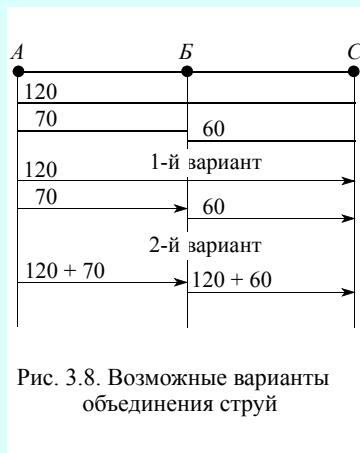 А Б С
120
70
60
1-й вариант
120
70
60
2-й вариант
120 + 70
120 + 60
Рис. 3.8. Возможные варианты
объединения струй